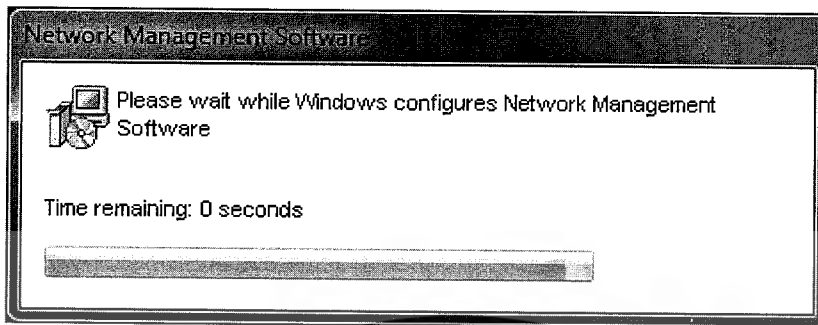 Network Management Software
Please wait while Windows configures Network Management
Software
Time remaining: 0 seconds